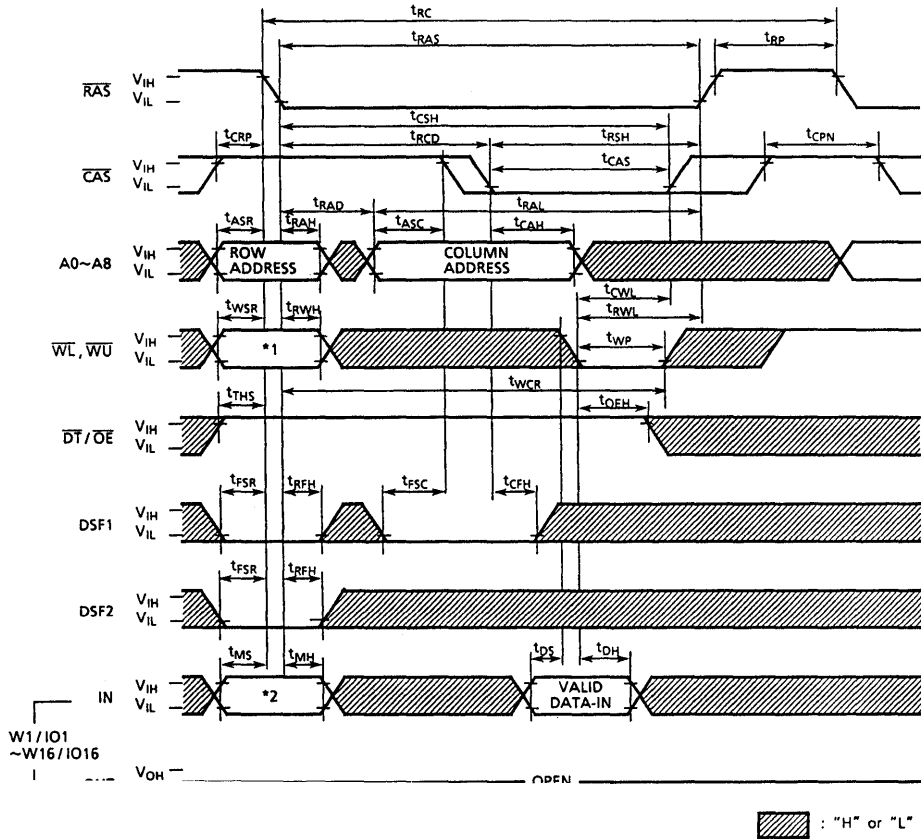 tRC
tRAS
tRP
RAS
VIH
VIL
tCSH
tCRP
tRCD
tRSH
tCPN
tCAS
CAS
VIH
VIL
tRAD
tRAL
tASR
tRAH
tASC
tCAH
A0~A8
VIH
VIL
ROW
ADDRESS
COLUMN
ADDRESS
tCWL
tRWL
tWSR
tRWH
WL, WU
VIH
VIL
*1
tWP
tWCR
tTHS
tOEH
DT/OE
VIH
VIL
tFSR
tRFH
tFSC
tCFH
DSF1
VIH
VIL
tFSR
tRFH
DSF2
VIH
VIL
tMS
tMH
tDS
tDH
IN
VIH
VIL
*2
VALID
DATA-IN
W1/IO1
~W16/IO16
VOH
OPEN
: "H" or "L"